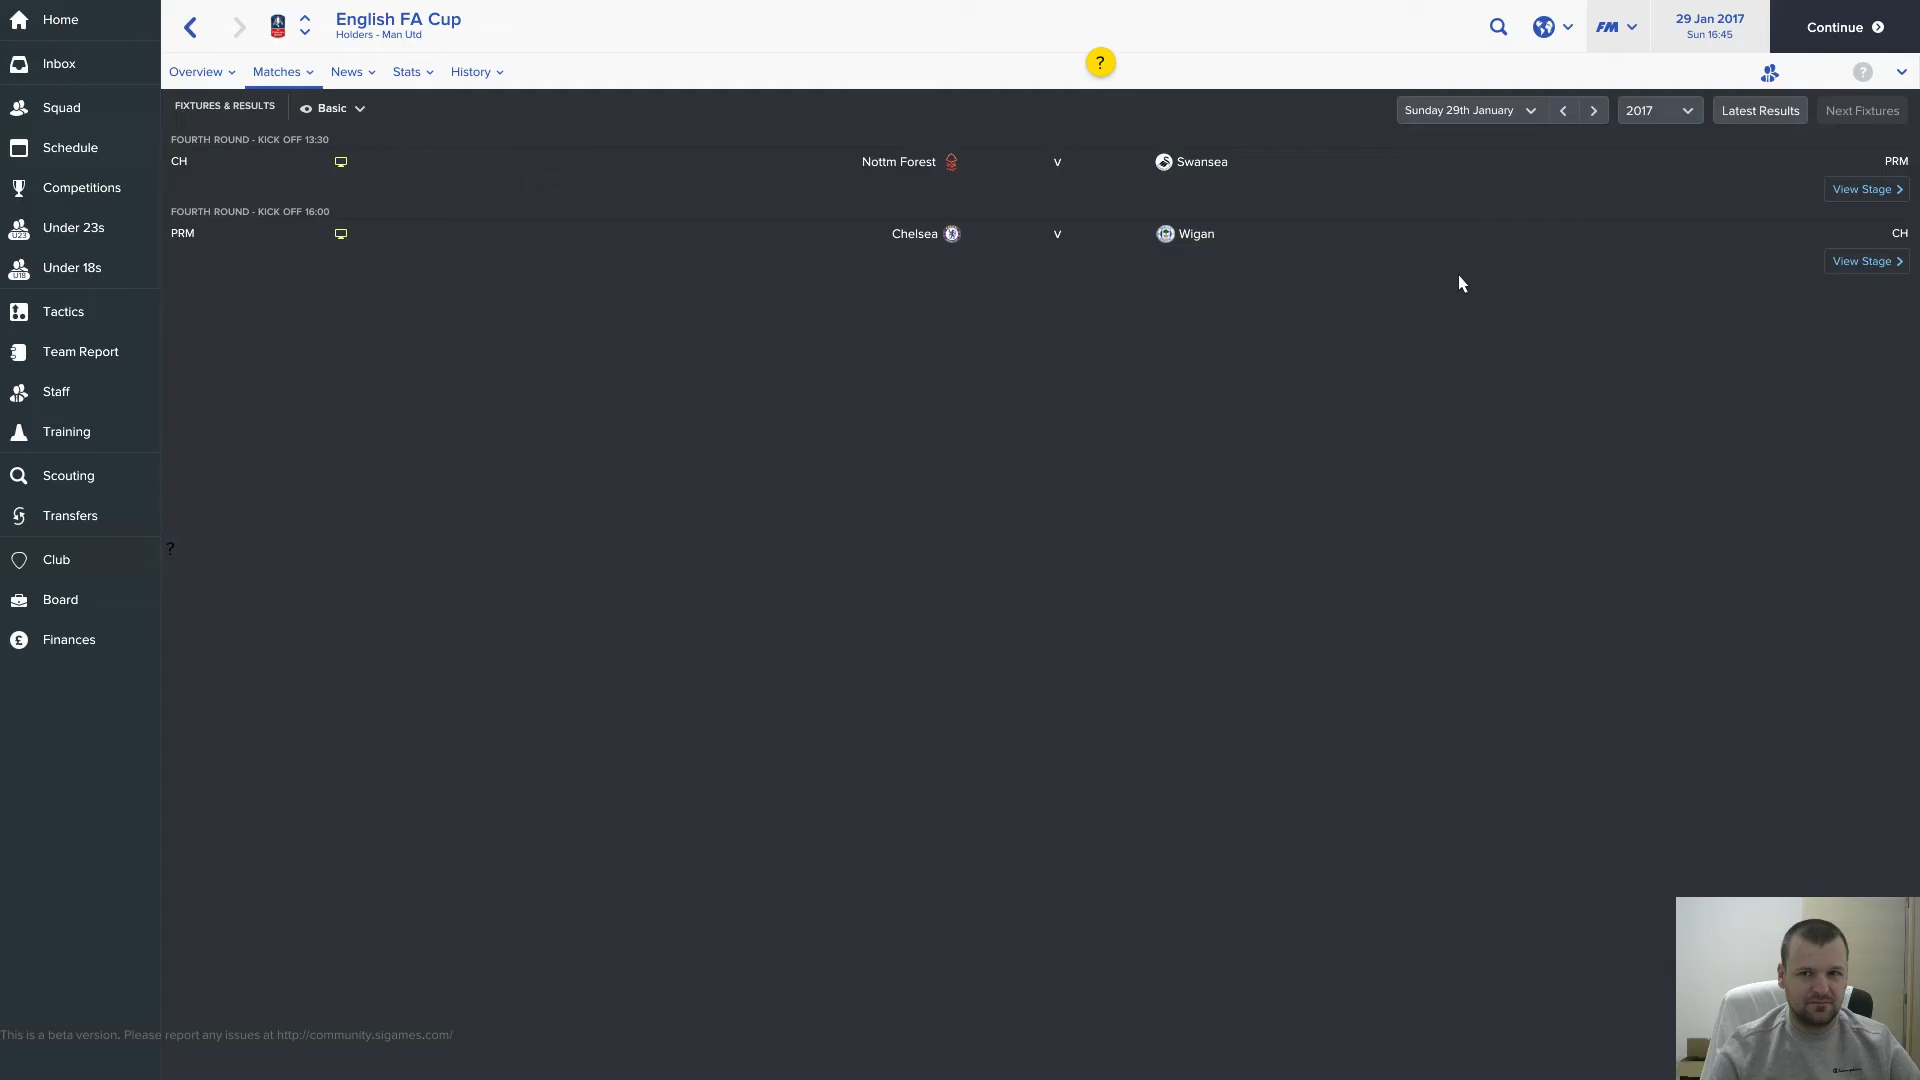 Home
Inbox
Squad
Schedule
Competitions
Under 23s
U23
Under 18s
U18
Tactics
Team Report
Staff
Training
Scouting
Transfers
Club
Board
£ Finances
English FA Cup
Holders - Man Utd
FM
29 Jan 2017
Sun 16:45
Continue
Overview Matches News Stats History
?
?
FIXTURES & RESULTS Basic
Sunday 29th January 2017 Latest Results Next Fixtures
FOURTH ROUND - KICK OFF 13:30
CH Nottm Forest v Swansea PRM
View Stage
FOURTH ROUND - KICK OFF 16:00
PRM Chelsea v Wigan CH
View Stage
?
This is a beta version. Please report any issues at http://community.sigames.com/
Champion